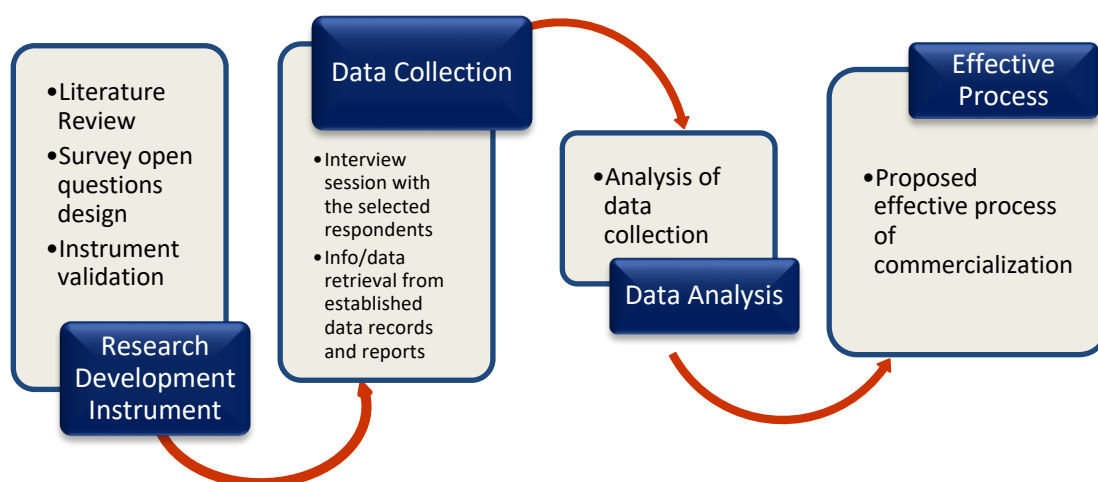 •Literature
Review
•Survey open
questions
design
•Instrument
validation
Research
Development
Instrument
Data Collection
•Interview
session with
the selected
respondents
•Info/data
retrieval from
established
data records
and reports
•Analysis of
data
collection
Data Analysis
Effective
Process
•Proposed
effective process
of
commercialization